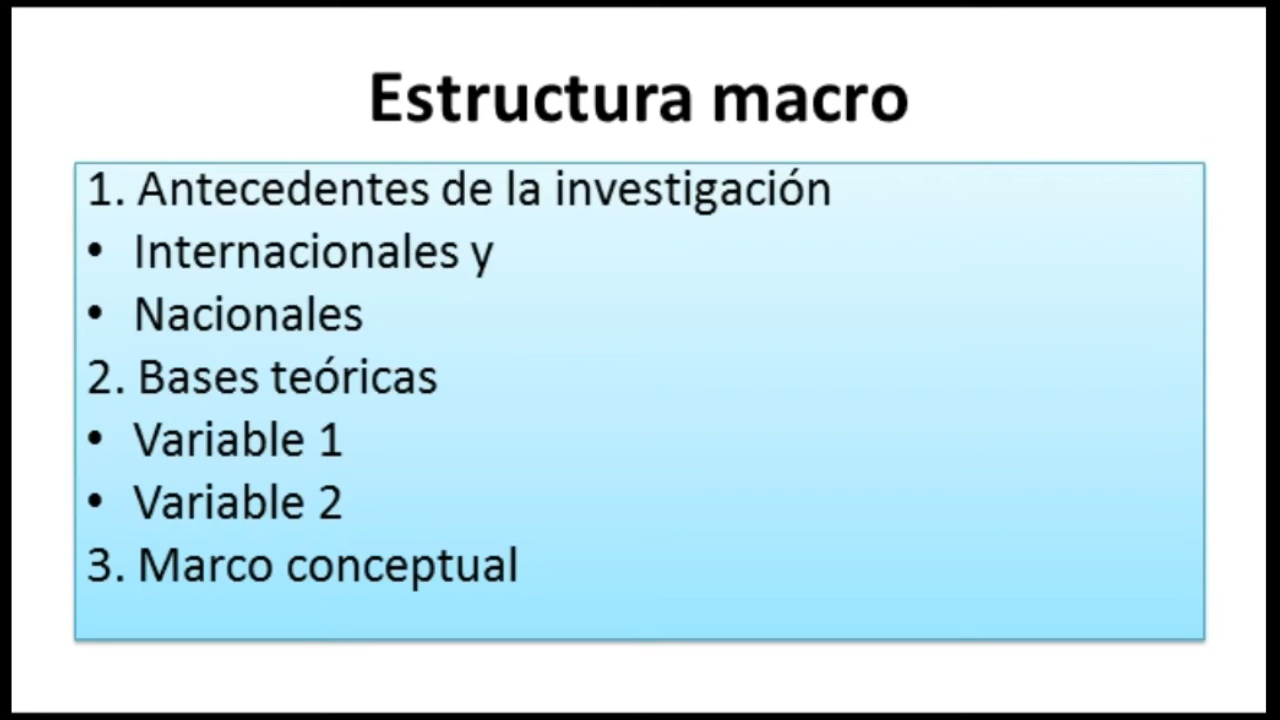 Estructura macro
1. Antecedentes de la investigación
• Internacionales y
• Nacionales
2. Bases teóricas
• Variable 1
• Variable 2
3. Marco conceptual